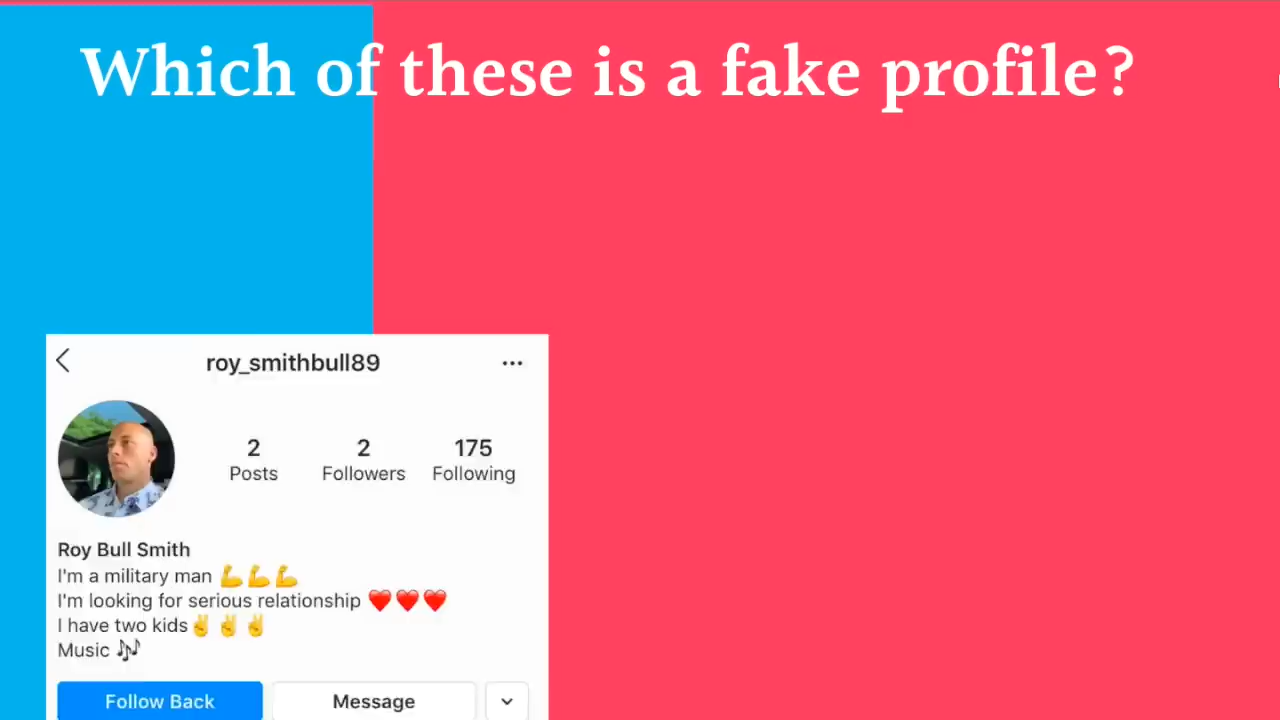 Which of these is a fake profile?
roy_smithbull89
2 2 175
Posts Followers Following
Roy Bull Smith
I'm a military man 💪💪💪
I'm looking for serious relationship ❤️❤️❤️
I have two kids✌️✌️✌️
Music 🎶
Follow Back Message